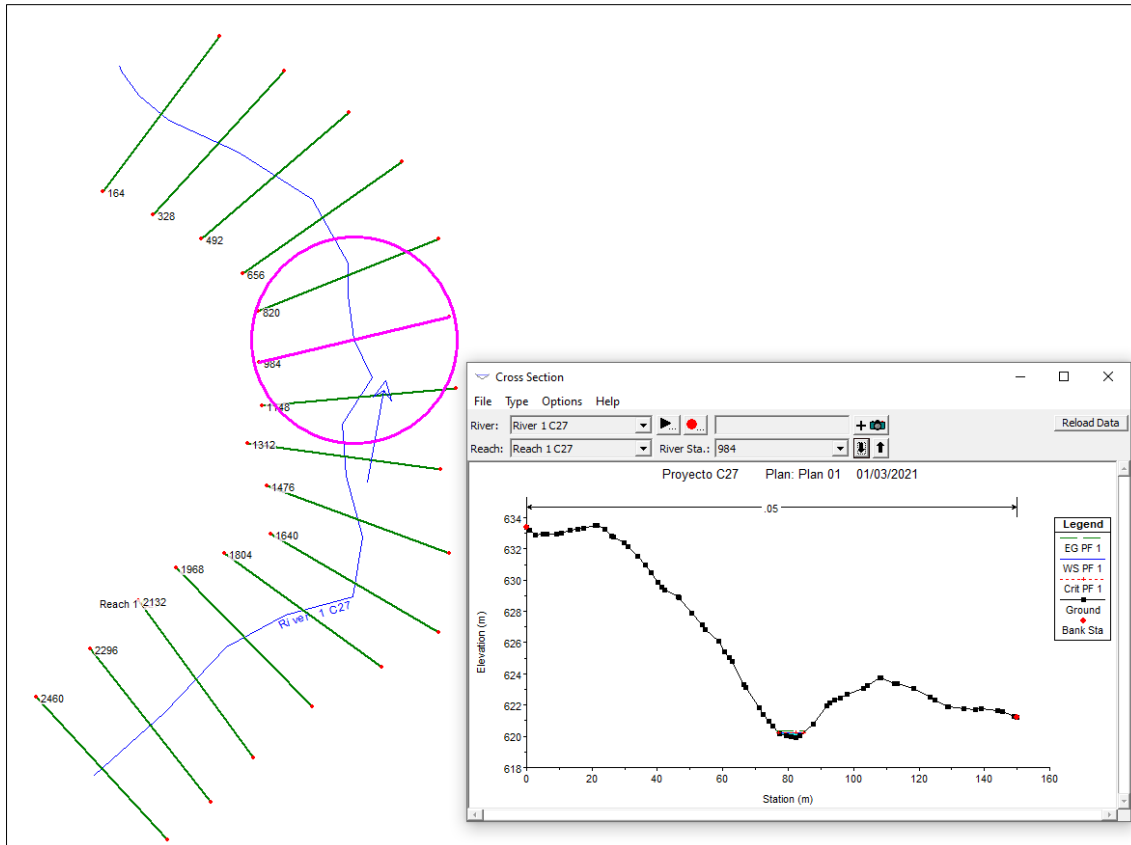 164
328
492
656
820
984
1148
1312
1476
1640
1804
1968
Reach 1
2132
River 1 C27
2296
2460
Cross Section
File Type Options Help
River: River 1 C27
Reload Data
Reach: Reach 1 C27 River Sta.: 984
Proyecto C27 Plan: Plan 01 01/03/2021
.05
634
632
630
628
626
624
622
620
618
Elevation (m)
0 20 40 60 80 100 120 140 160
Station (m)
Legend
EG PF 1
WS PF 1
Crit PF 1
Ground
Bank Sta